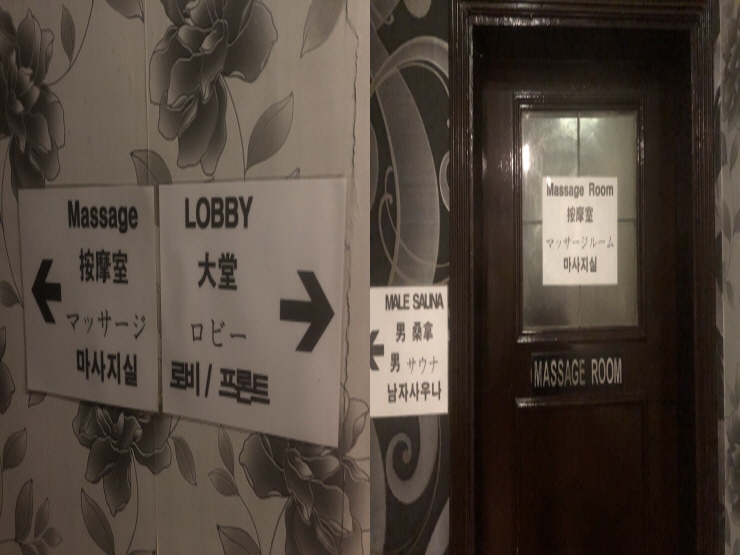 Massage
按摩室
マッサージ
마사지실
LOBBY
大堂
ロビー
로비 / 프론트
MALE SAUNA
男 桑拿
男 サウナ
남자사우나
Massage Room
按摩室
マッサージルーム
마사지실
MASSAGE ROOM